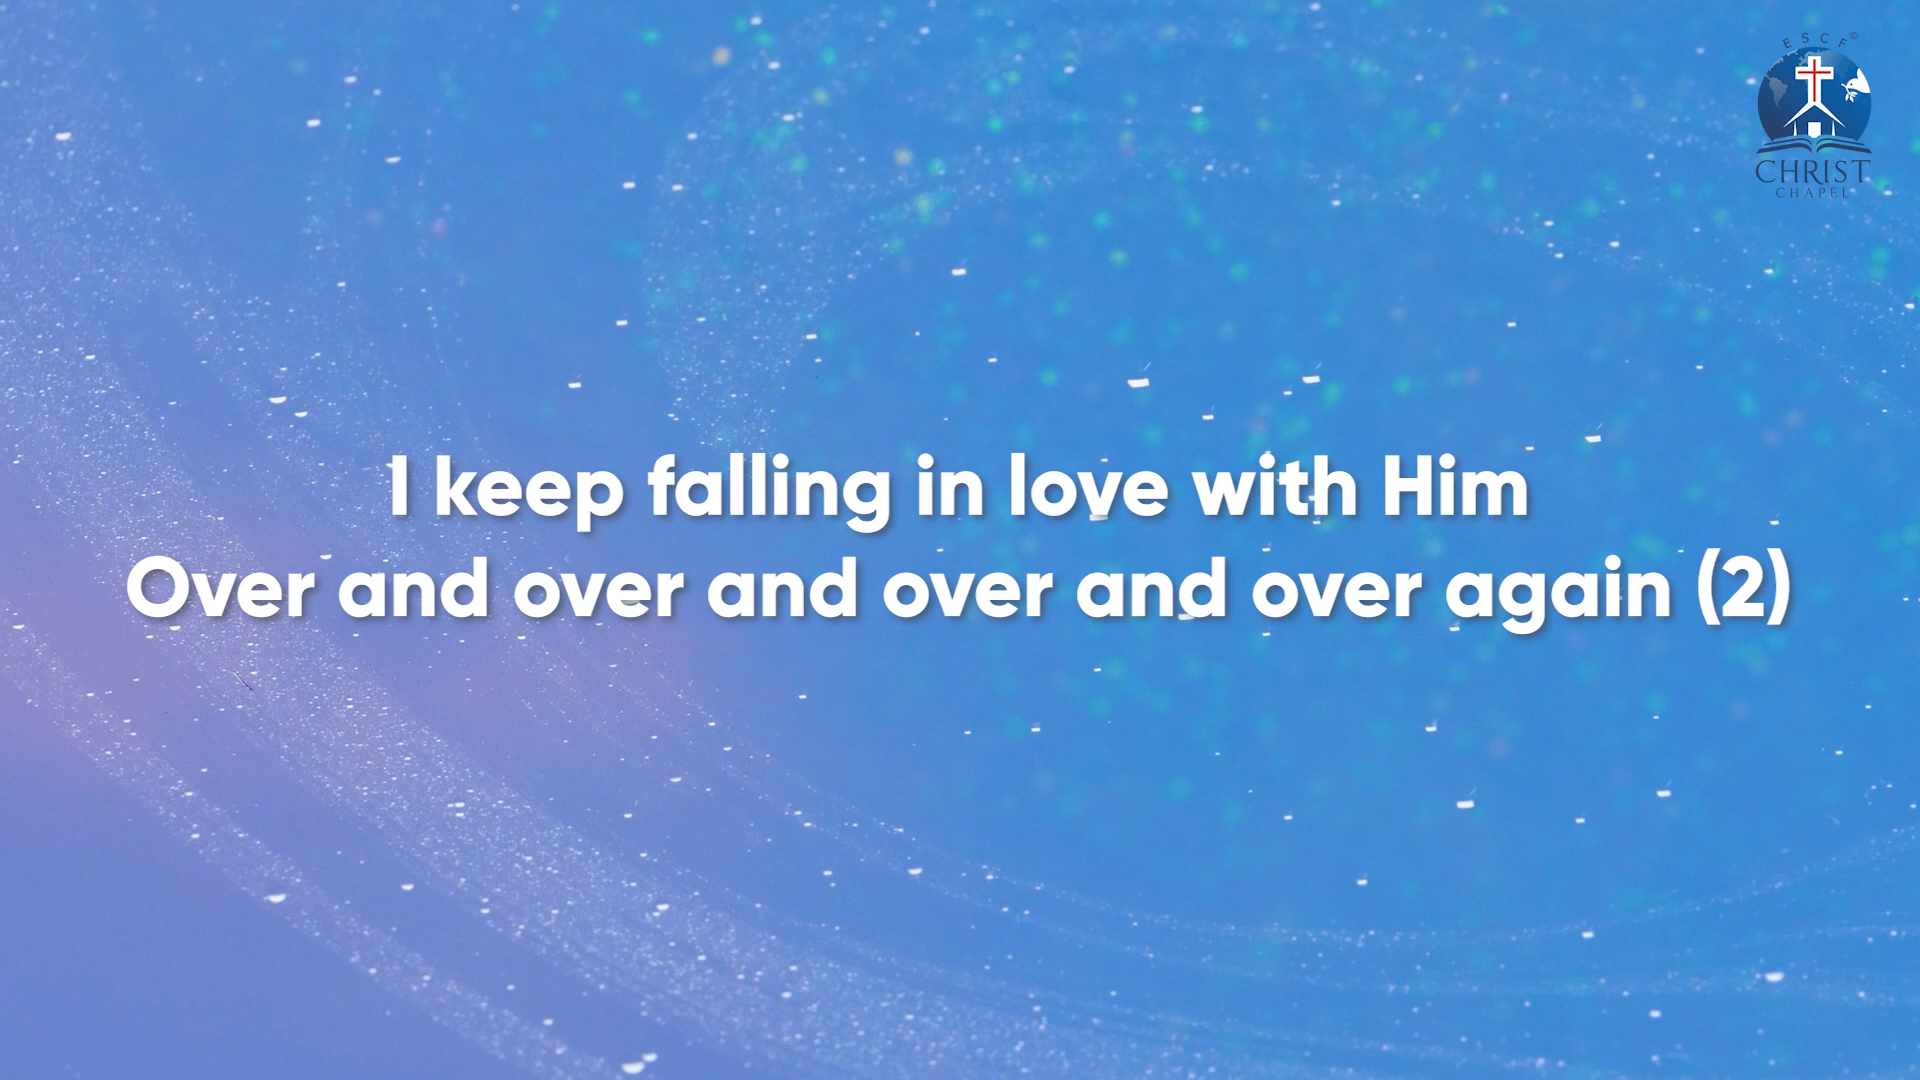 E S C F ©
CHRIST
CHAPEL
I keep falling in love with Him
Over and over and over and over again (2)